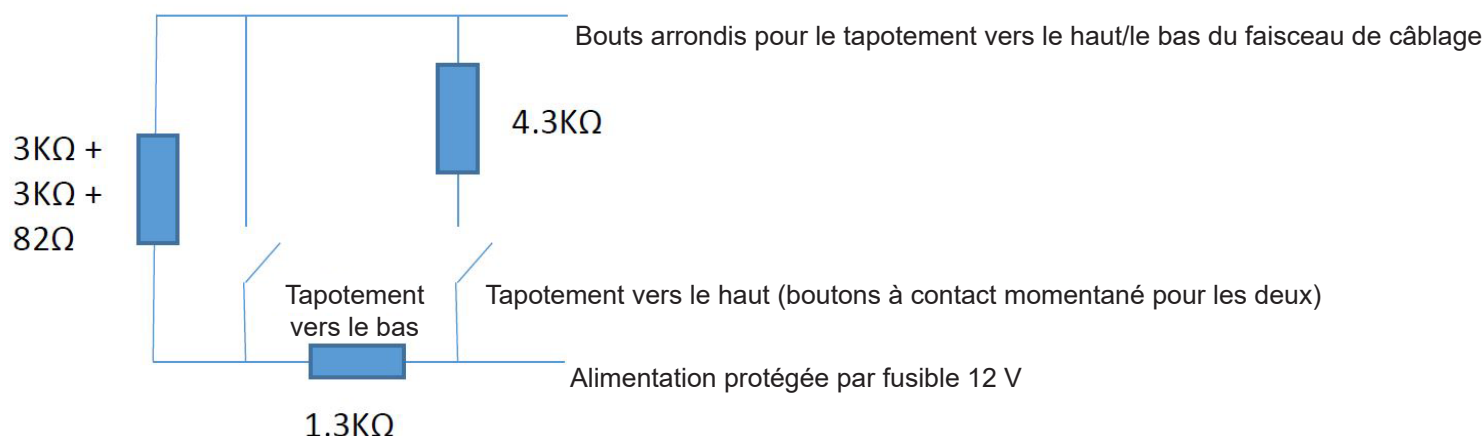 Bouts arrondis pour le tapotement vers le haut/le bas du faisceau de câblage
4.3KΩ
3KΩ +
3KΩ +
82Ω
Tapotement
vers le bas
Tapotement vers le haut (boutons à contact momentané pour les deux)
Alimentation protégée par fusible 12 V
1.3KΩ